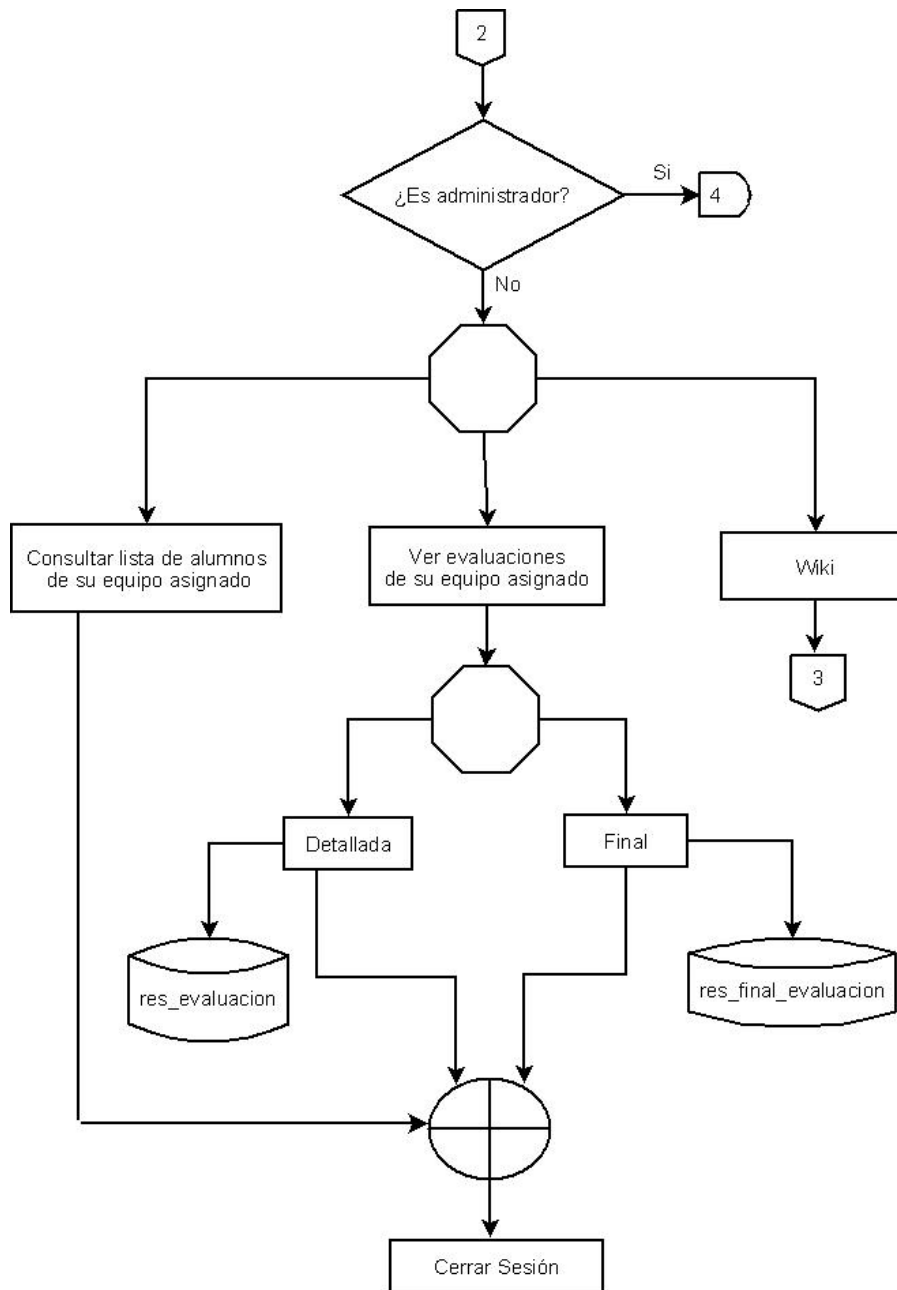 2
¿Es administrador?
Si
4
No
Consultar lista de alumnos
de su equipo asignado
Ver evaluaciones
de su equipo asignado
Wiki
3
Detallada
Final
res_evaluacion
res_final_evaluacion
Cerrar Sesión